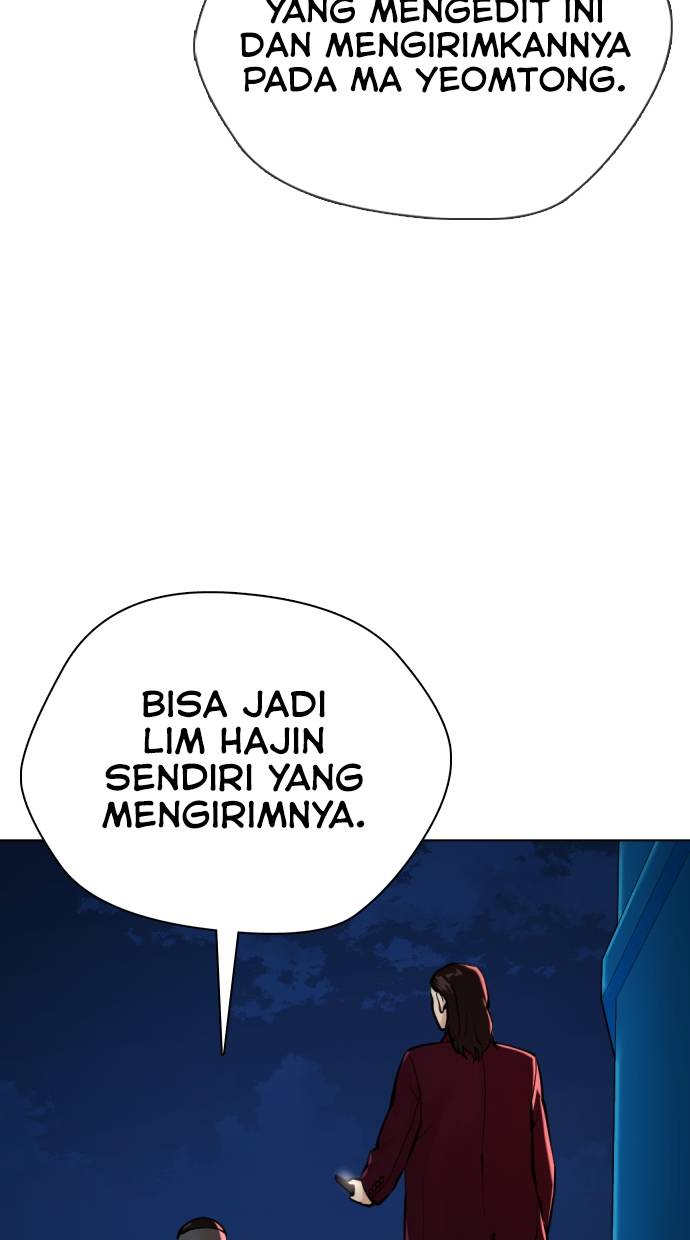 YANG MENGEDIT INI
DAN MENGIRIMKANNYA
PADA MA YEOMTONG.
BISA JADI
LIM HAJIN
SENDIRI YANG
MENGIRIMNYA.